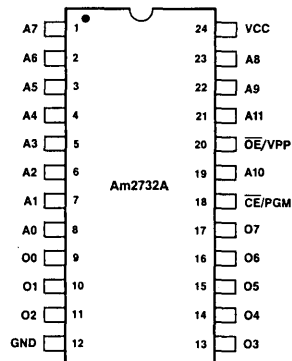 A7 1 24 VCC
A6 2 23 A8
A5 3 22 A9
A4 4 21 A11
A3 5 20 O̅E̅/VPP
A2 6 19 A10
Am2732A
A1 7 18 C̅E̅/PGM
A0 8 17 O7
O0 9 16 O6
O1 10 15 O5
O2 11 14 O4
GND 12 13 O3